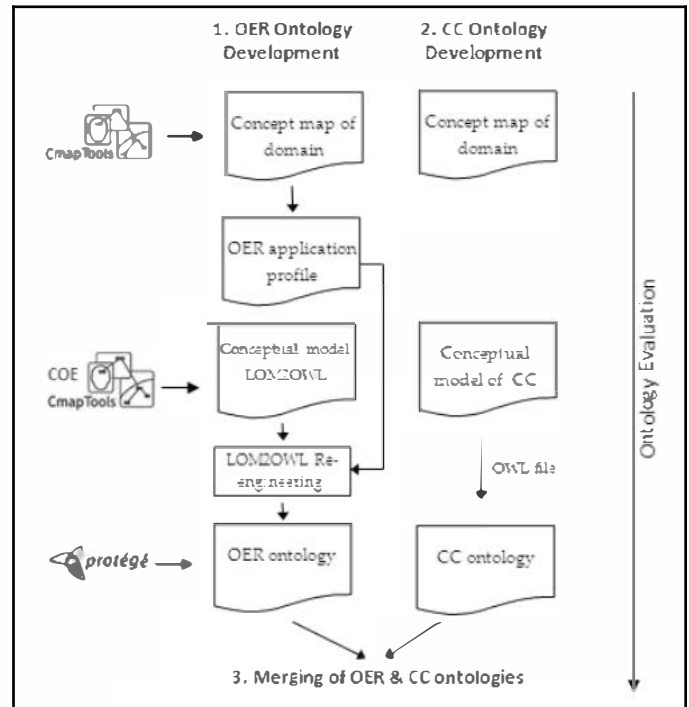 1. OER Ontology
Development
2. CC Ontology
Development
CmapTools
Concept map of
domain
Concept map of
domain
OER application
profile
COE
CmapTools
Conceptual model
LOM2OWL
Conceptual
model of CC
LOM2OWL Re-
engineering
OWL file
protégé
OER ontology
CC ontology
3. Merging of OER & CC ontologies
Ontology Evaluation